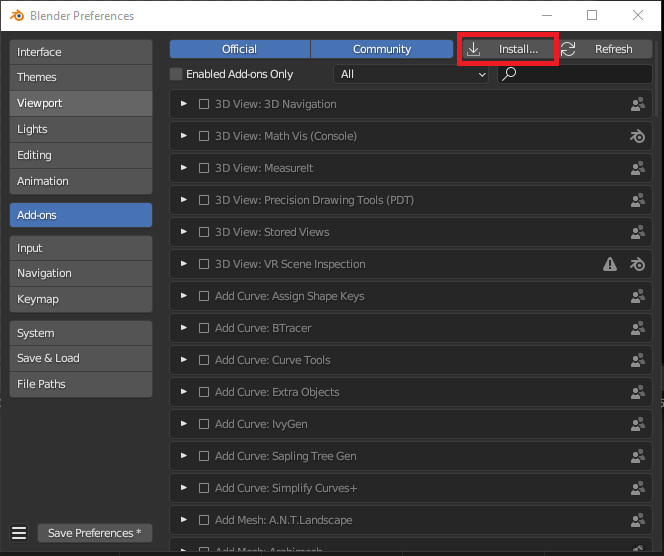 Blender Preferences
Interface
Themes
Viewport
Lights
Editing
Animation
Add-ons
Input
Navigation
Keymap
System
Save & Load
File Paths
Save Preferences *
Official Community Install... Refresh
Enabled Add-ons Only All
3D View: 3D Navigation
3D View: Math Vis (Console)
3D View: MeasureIt
3D View: Precision Drawing Tools (PDT)
3D View: Stored Views
3D View: VR Scene Inspection
Add Curve: Assign Shape Keys
Add Curve: BTracer
Add Curve: Curve Tools
Add Curve: Extra Objects
Add Curve: IvyGen
Add Curve: Sapling Tree Gen
Add Curve: Simplify Curves+
Add Mesh: A.N.T.Landscape
Add Mesh: Archimesh